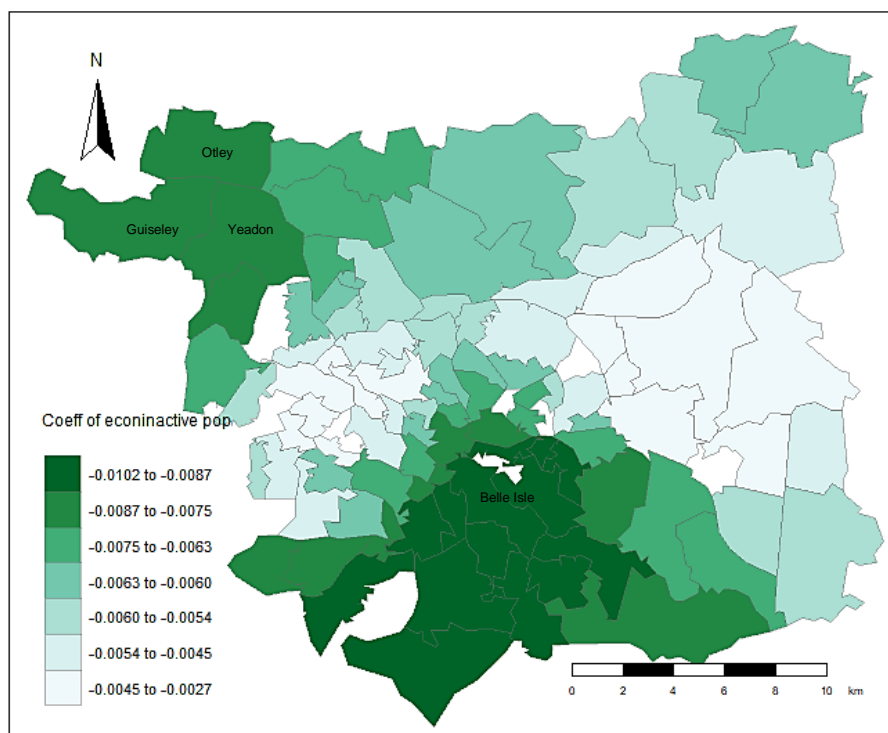 N
Otley
Guiseley
Yeadon
Coeff of econinactive pop
-0.0102 to -0.0087
-0.0087 to -0.0075
-0.0075 to -0.0063
-0.0063 to -0.0060
-0.0060 to -0.0054
-0.0054 to -0.0045
-0.0045 to -0.0027
Belle Isle
0 2 4 6 8 10 km